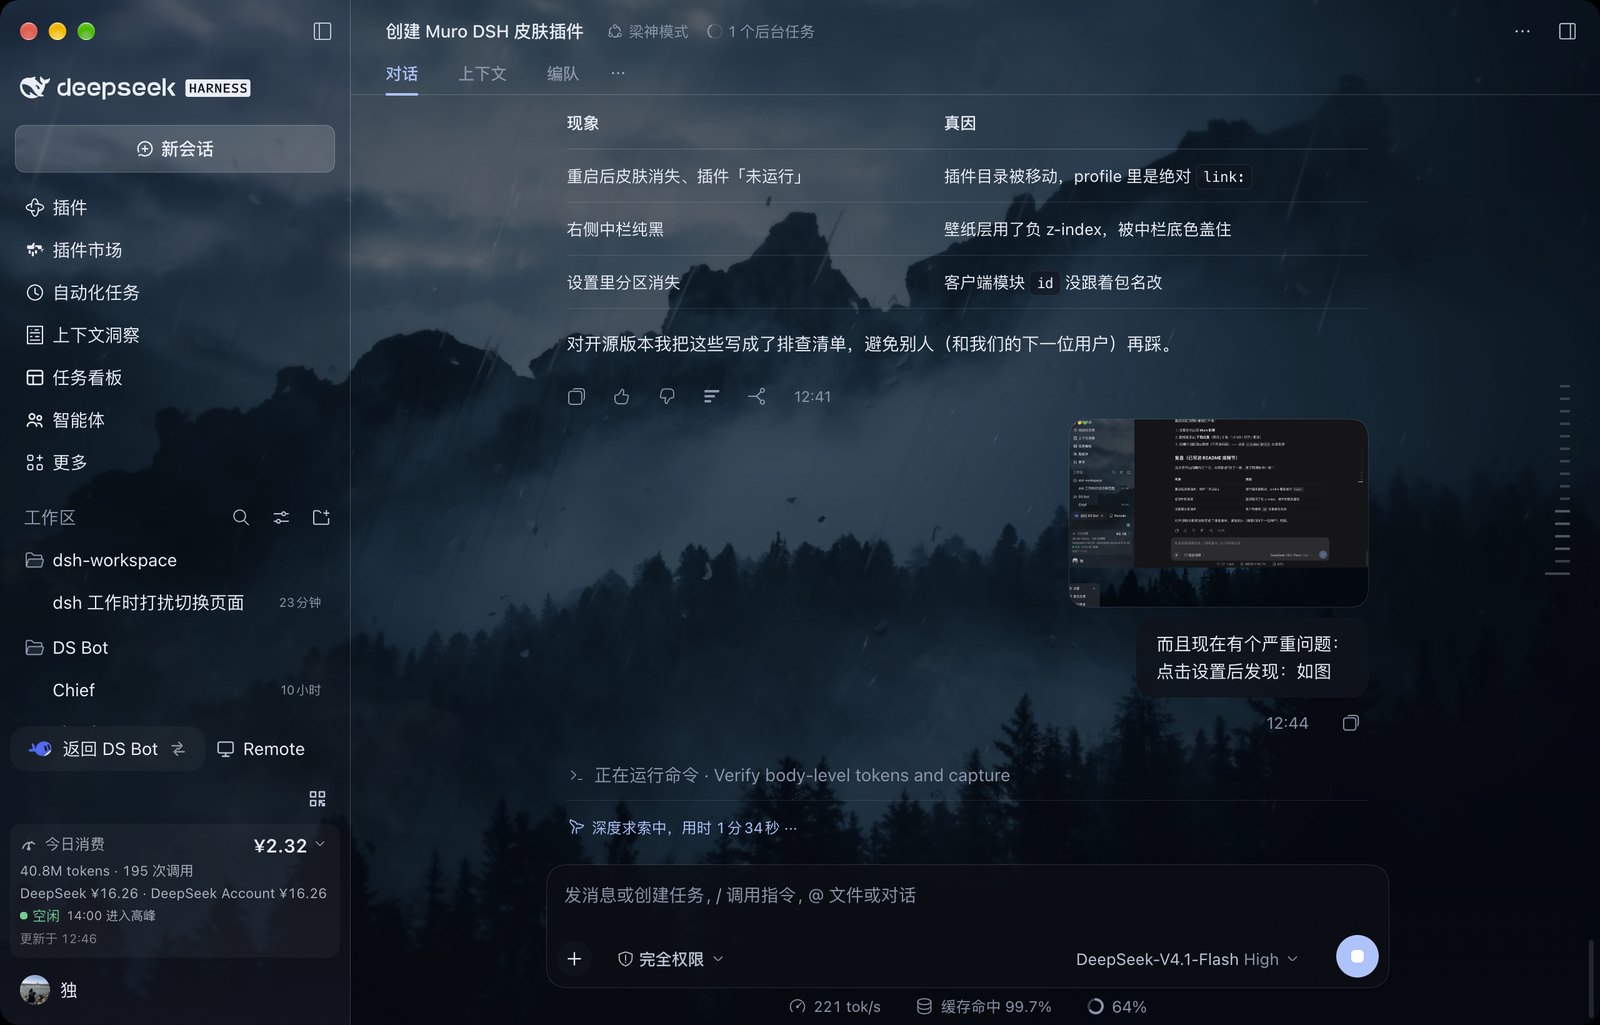 deepseek HARNESS
新会话
插件
插件市场
自动化任务
上下文洞察
任务看板
智能体
更多
工作区
dsh-workspace
dsh 工作时打扰切换页面 23分钟
DS Bot
Chief 10小时
返回 DS Bot Remote
今日消费 ¥2.32
40.8M tokens · 195 次调用
DeepSeek ¥16.26 · DeepSeek Account ¥16.26
空闲 14:00 进入高峰
更新于 12:46
独
创建 Muro DSH 皮肤插件 梁神模式 1 个后台任务 ···
对话 上下文 编队 ···
现象 真因
重启后皮肤消失、插件「未运行」 插件目录被移动，profile 里是绝对 link:
右侧中栏纯黑 壁纸层用了负 z-index，被中栏底色盖住
设置里分区消失 客户端模块 id 没跟着包名改
对开源版本我把这些写成了排查清单，避免别人（和我们的下一位用户）再踩。
12:41
而且现在有个严重问题：
点击设置后发现：如图
12:44
正在运行命令 · Verify body-level tokens and capture
深度求索中，用时 1 分 34 秒 ···
发消息或创建任务, / 调用指令, @ 文件或对话
完全权限 DeepSeek-V4.1-Flash High
221 tok/s 缓存命中 99.7% 64%